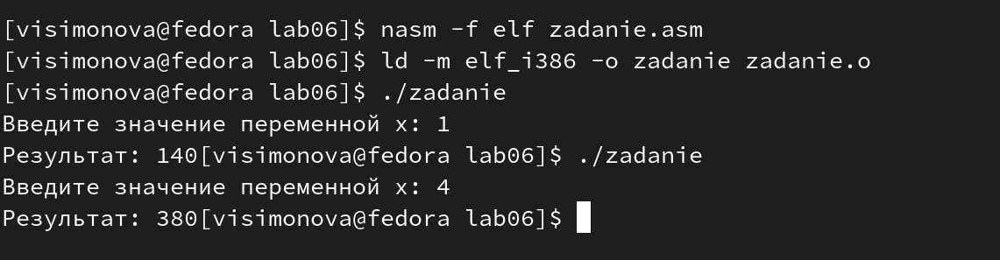 [visimonova@fedora lab06]$ nasm -f elf zadanie.asm
[visimonova@fedora lab06]$ ld -m elf_i386 -o zadanie zadanie.o
[visimonova@fedora lab06]$ ./zadanie
Введите значение переменной х: 1
Результат: 140[visimonova@fedora lab06]$ ./zadanie
Введите значение переменной х: 4
Результат: 380[visimonova@fedora lab06]$